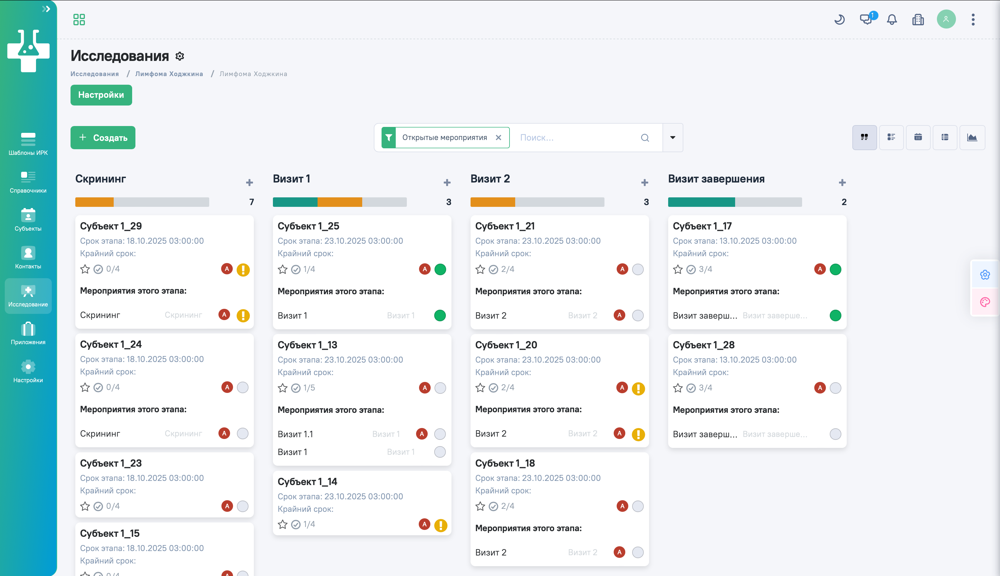 1
Исследования
Исследования / Лимфома Ходжкина / Лимфома Ходжкина
Настройки
Создать
Открытые мероприятия
Поиск...
Шаблоны ИРК
Справочники
Субъекты
Контакты
Исследование
Приложения
Настройки
Скрининг
7
Субъект 1_29
Срок этапа: 18.10.2025 03:00:00
Крайний срок:
0/4
A
Мероприятия этого этапа:
Скрининг Скрининг A
Субъект 1_24
Срок этапа: 18.10.2025 03:00:00
Крайний срок:
0/4
A
Мероприятия этого этапа:
Скрининг Скрининг A
Субъект 1_23
Срок этапа: 18.10.2025 03:00:00
Крайний срок:
0/4
A
Субъект 1_15
Срок этапа: 18.10.2025 03:00:00
Крайний срок:
0/4
A
Визит 1
3
Субъект 1_25
Срок этапа: 23.10.2025 03:00:00
Крайний срок:
1/4
A
Мероприятия этого этапа:
Визит 1 Визит 1
Субъект 1_13
Срок этапа: 23.10.2025 03:00:00
Крайний срок:
1/5
A
Мероприятия этого этапа:
Визит 1.1 Визит 1 A
Визит 1 Визит 1
Субъект 1_14
Срок этапа: 23.10.2025 03:00:00
Крайний срок:
1/4
A
Визит 2
3
Субъект 1_21
Срок этапа: 23.10.2025 03:00:00
Крайний срок:
2/4
A
Мероприятия этого этапа:
Визит 2 Визит 2 A
Субъект 1_20
Срок этапа: 23.10.2025 03:00:00
Крайний срок:
2/4
A
Мероприятия этого этапа:
Визит 2 Визит 2 A
Субъект 1_18
Срок этапа: 23.10.2025 03:00:00
Крайний срок:
2/4
A
Мероприятия этого этапа:
Визит 2 Визит 2 A
Визит завершения
2
Субъект 1_17
Срок этапа: 13.10.2025 03:00:00
Крайний срок:
3/4
A
Мероприятия этого этапа:
Визит заверш... Визит заверше...
Субъект 1_28
Срок этапа: 13.10.2025 03:00:00
Крайний срок:
3/4
A
Мероприятия этого этапа:
Визит заверш... Визит заверше...